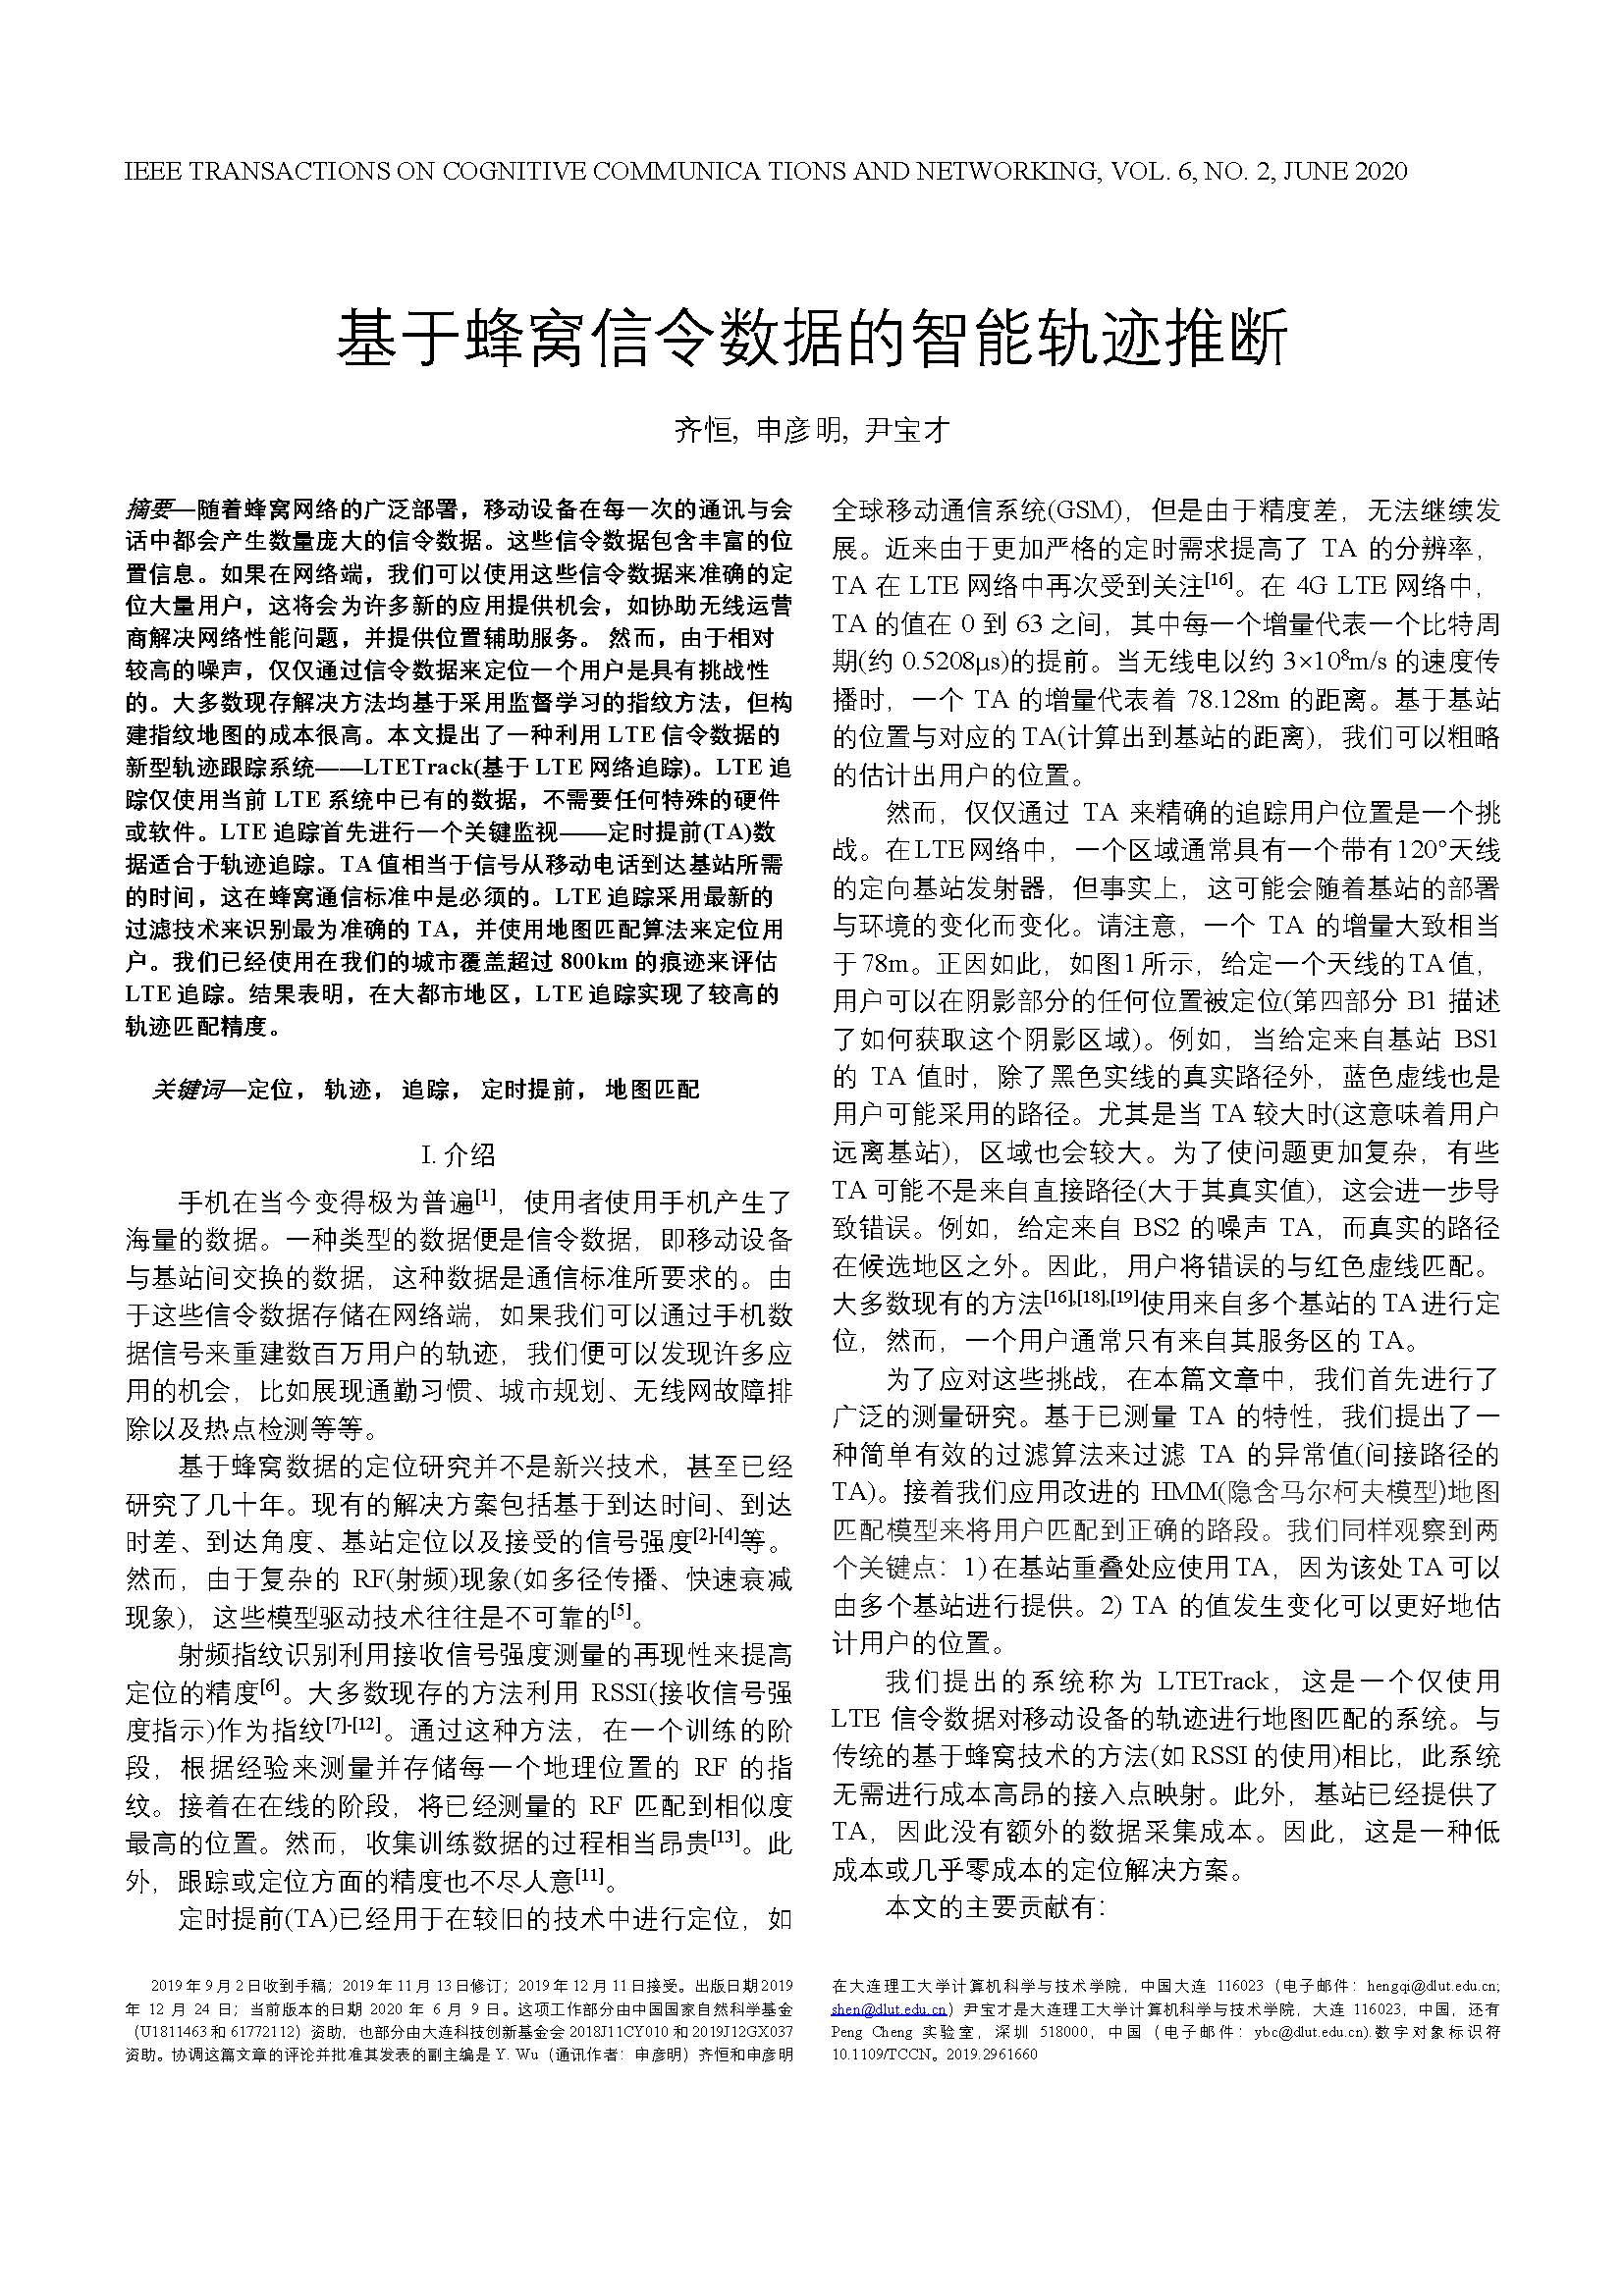 IEEE TRANSACTIONS ON COGNITIVE COMMUNICA TIONS AND NETWORKING, VOL. 6, NO. 2, JUNE 2020
基于蜂窝信令数据的智能轨迹推断
齐恒, 申彦明, 尹宝才
摘要—随着蜂窝网络的广泛部署，移动设备在每一次的通讯与会
话中都会产生数量庞大的信令数据。这些信令数据包含丰富的位
置信息。如果在网络端，我们可以使用这些信令数据来准确的定
位大量用户，这将会为许多新的应用提供机会，如协助无线运营
商解决网络性能问题，并提供位置辅助服务。 然而，由于相对
较高的噪声，仅仅通过信令数据来定位一个用户是具有挑战性
的。大多数现存解决方法均基于采用监督学习的指纹方法，但构
建指纹地图的成本很高。本文提出了一种利用 LTE 信令数据的
新型轨迹跟踪系统——LTETrack(基于 LTE 网络追踪)。LTE 追
踪仅使用当前 LTE 系统中已有的数据，不需要任何特殊的硬件
或软件。LTE 追踪首先进行一个关键监视——定时提前(TA)数
据适合于轨迹追踪。TA 值相当于信号从移动电话到达基站所需
的时间，这在蜂窝通信标准中是必须的。LTE 追踪采用最新的
过滤技术来识别最为准确的 TA，并使用地图匹配算法来定位用
户。我们已经使用在我们的城市覆盖超过 800km 的痕迹来评估
LTE 追踪。结果表明，在大都市地区，LTE 追踪实现了较高的
轨迹匹配精度。
关键词—定位， 轨迹， 追踪， 定时提前， 地图匹配
I. 介绍
手机在当今变得极为普遍[1]，使用者使用手机产生了
海量的数据。一种类型的数据便是信令数据，即移动设备
与基站间交换的数据，这种数据是通信标准所要求的。由
于这些信令数据存储在网络端，如果我们可以通过手机数
据信号来重建数百万用户的轨迹，我们便可以发现许多应
用的机会，比如展现通勤习惯、城市规划、无线网故障排
除以及热点检测等等。
基于蜂窝数据的定位研究并不是新兴技术，甚至已经
研究了几十年。现有的解决方案包括基于到达时间、到达
时差、到达角度、基站定位以及接受的信号强度[2]-[4]等。
然而，由于复杂的 RF(射频)现象(如多径传播、快速衰减
现象)，这些模型驱动技术往往是不可靠的[5]。
射频指纹识别利用接收信号强度测量的再现性来提高
定位的精度[6]。大多数现存的方法利用 RSSI(接收信号强
度指示)作为指纹[7]-[12]。通过这种方法，在一个训练的阶
段，根据经验来测量并存储每一个地理位置的 RF 的指
纹。接着在在线的阶段，将已经测量的 RF 匹配到相似度
最高的位置。然而，收集训练数据的过程相当昂贵[13]。此
外，跟踪或定位方面的精度也不尽人意[11]。
定时提前(TA)已经用于在较旧的技术中进行定位，如
全球移动通信系统(GSM)，但是由于精度差，无法继续发
展。近来由于更加严格的定时需求提高了 TA 的分辨率，
TA 在 LTE 网络中再次受到关注[16]。在 4G LTE 网络中，
TA 的值在 0 到 63 之间，其中每一个增量代表一个比特周
期(约 0.5208μs)的提前。当无线电以约 3×10⁸m/s 的速度传
播时，一个 TA 的增量代表着 78.128m 的距离。基于基站
的位置与对应的 TA(计算出到基站的距离)，我们可以粗略
的估计出用户的位置。
然而，仅仅通过 TA 来精确的追踪用户位置是一个挑
战。在 LTE 网络中，一个区域通常具有一个带有 120°天线
的定向基站发射器，但事实上，这可能会随着基站的部署
与环境的变化而变化。请注意，一个 TA 的增量大致相当
于 78m。正因如此，如图 1 所示，给定一个天线的 TA 值，
用户可以在阴影部分的任何位置被定位(第四部分 B1 描述
了如何获取这个阴影区域)。例如，当给定来自基站 BS1
的 TA 值时，除了黑色实线的真实路径外，蓝色虚线也是
用户可能采用的路径。尤其是当 TA 较大时(这意味着用户
远离基站)，区域也会较大。为了使问题更加复杂，有些
TA 可能不是来自直接路径(大于其真实值)，这会进一步导
致错误。例如，给定来自 BS2 的噪声 TA，而真实的路径
在候选地区之外。因此，用户将错误的与红色虚线匹配。
大多数现有的方法[16],[18],[19]使用来自多个基站的 TA 进行定
位，然而，一个用户通常只有来自其服务区的 TA。
为了应对这些挑战，在本篇文章中，我们首先进行了
广泛的测量研究。基于已测量 TA 的特性，我们提出了一
种简单有效的过滤算法来过滤 TA 的异常值(间接路径的
TA)。接着我们应用改进的 HMM(隐含马尔柯夫模型)地图
匹配模型来将用户匹配到正确的路段。我们同样观察到两
个关键点：1) 在基站重叠处应使用 TA，因为该处 TA 可以
由多个基站进行提供。2) TA 的值发生变化可以更好地估
计用户的位置。
我们提出的系统称为 LTETrack，这是一个仅使用
LTE 信令数据对移动设备的轨迹进行地图匹配的系统。与
传统的基于蜂窝技术的方法(如 RSSI 的使用)相比，此系统
无需进行成本高昂的接入点映射。此外，基站已经提供了
TA，因此没有额外的数据采集成本。因此，这是一种低
成本或几乎零成本的定位解决方案。
本文的主要贡献有：
2019 年 9 月 2 日收到手稿；2019 年 11 月 13 日修订；2019 年 12 月 11 日接受。出版日期 2019
年 12 月 24 日；当前版本的日期 2020 年 6 月 9 日。这项工作部分由中国国家自然科学基金
（U1811463 和 61772112）资助，也部分由大连科技创新基金会 2018J11CY010 和 2019J12GX037
资助。协调这篇文章的评论并批准其发表的副主编是 Y. Wu（通讯作者：申彦明）齐恒和申彦明
在大连理工大学计算机科学与技术学院，中国大连 116023（电子邮件：hengqi@dlut.edu.cn;
shen@dlut.edu.cn）尹宝才是大连理工大学计算机科学与技术学院，大连 116023，中国，还有
Peng Cheng 实验室，深圳 518000，中国（电子邮件：ybc@dlut.edu.cn).数字对象标识符
10.1109/TCCN。2019.2961660